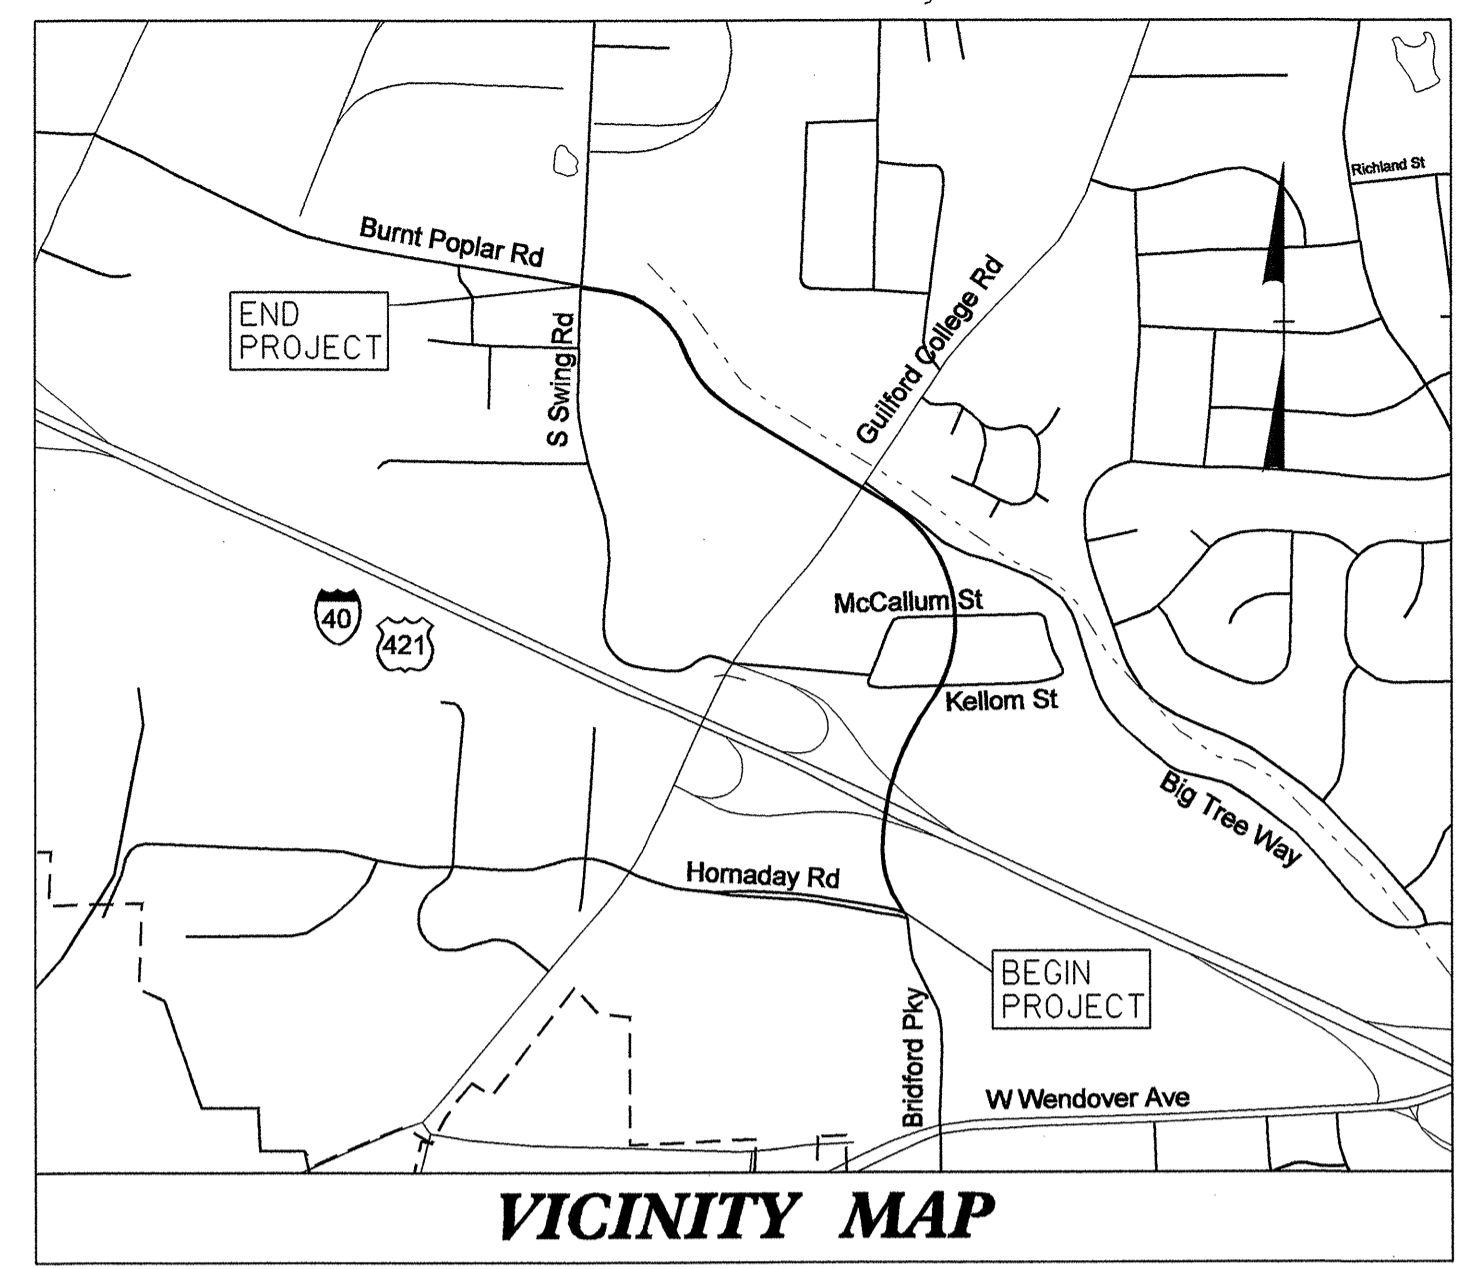 Richland St
Burnt Poplar Rd
END
PROJECT
S Swing Rd
Guilford College Rd
40
421
McCallum St
Kellom St
Big Tree Way
Hornaday Rd
BEGIN
PROJECT
Bridford Pky
W Wendover Ave
VICINITY MAP